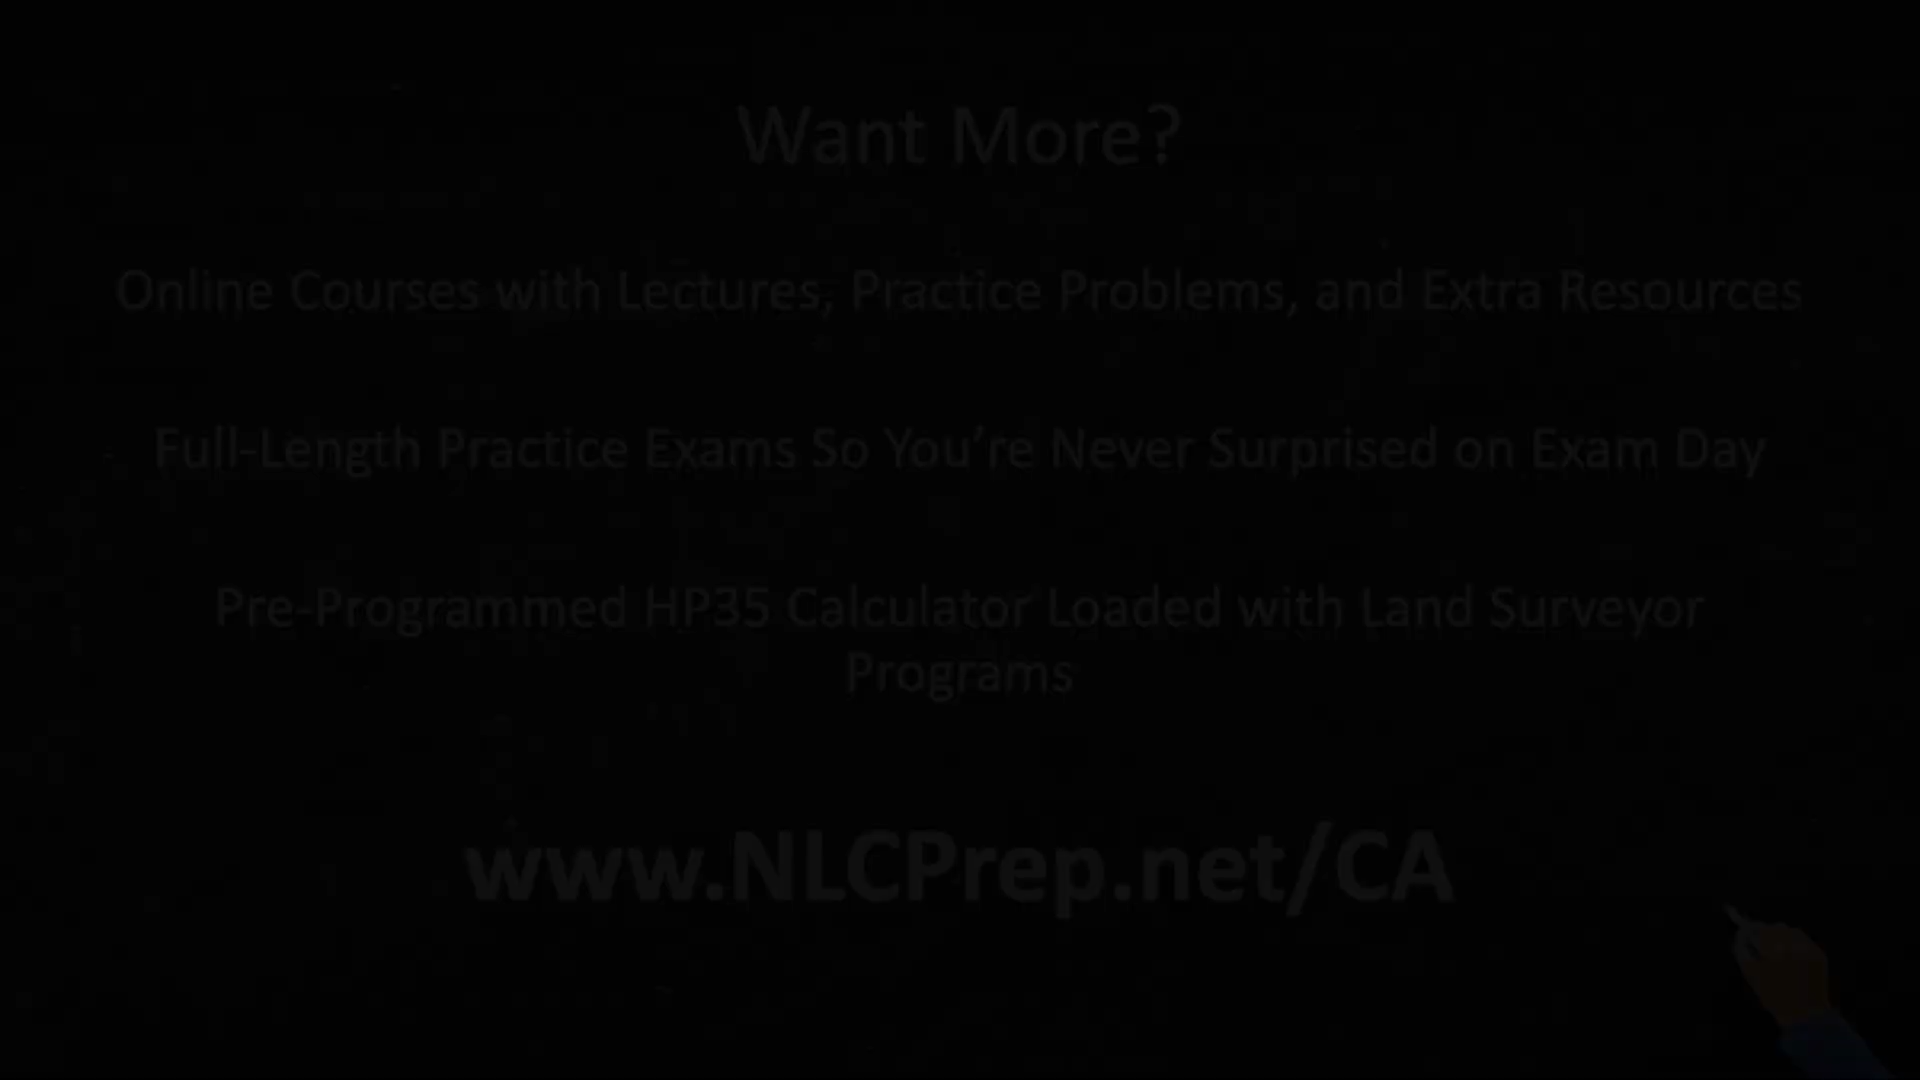 Want More?
Online Courses with Lectures, Practice Problems, and Extra Resources
Full-Length Practice Exams So You’re Never Surprised on Exam Day
Pre-Programmed HP35 Calculator Loaded with Land Surveyor
Programs
www.NLCPrep.net/CA